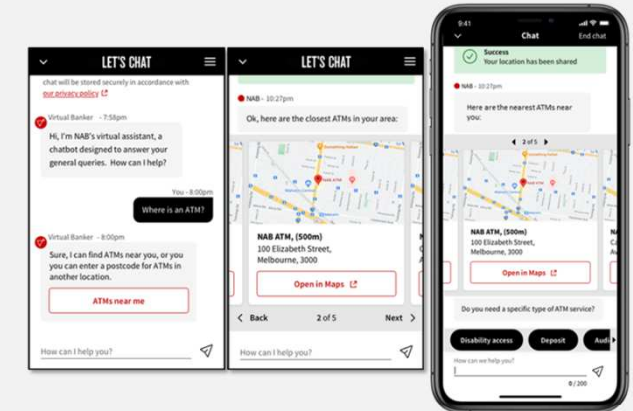 LET'S CHAT
chat will be stored securely in accordance with
our privacy policy
Virtual Banker - 7:58pm
Hi, I'm NAB's virtual assistant, a
chatbot designed to answer your
general queries. How can I help?
You - 8:00pm
Where is an ATM?
Virtual Banker - 8:00pm
Sure, I can find ATMs near you, or you
you can enter a postcode for ATMs in
another location.
ATMs near me
How can I help you?
LET'S CHAT
NAB - 10:27pm
Ok, here are the closest ATMs in your area:
NAB ATM
NAB ATM, (500m)
100 Elizabeth Street,
Melbourne, 3000
Open in Maps
Back
2 of 5
Next
How can I help you?
9:41
Chat
End chat
Success
Your location has been shared
NAB - 10:27pm
Here are the nearest ATMs near
you:
2 of 5
NAB ATM
NAB ATM, (500m)
100 Elizabeth Street,
Melbourne, 3000
Open in Maps
Do you need a specific type of ATM service?
Disability access
Deposit
Audi
How can we help you?
0 / 200